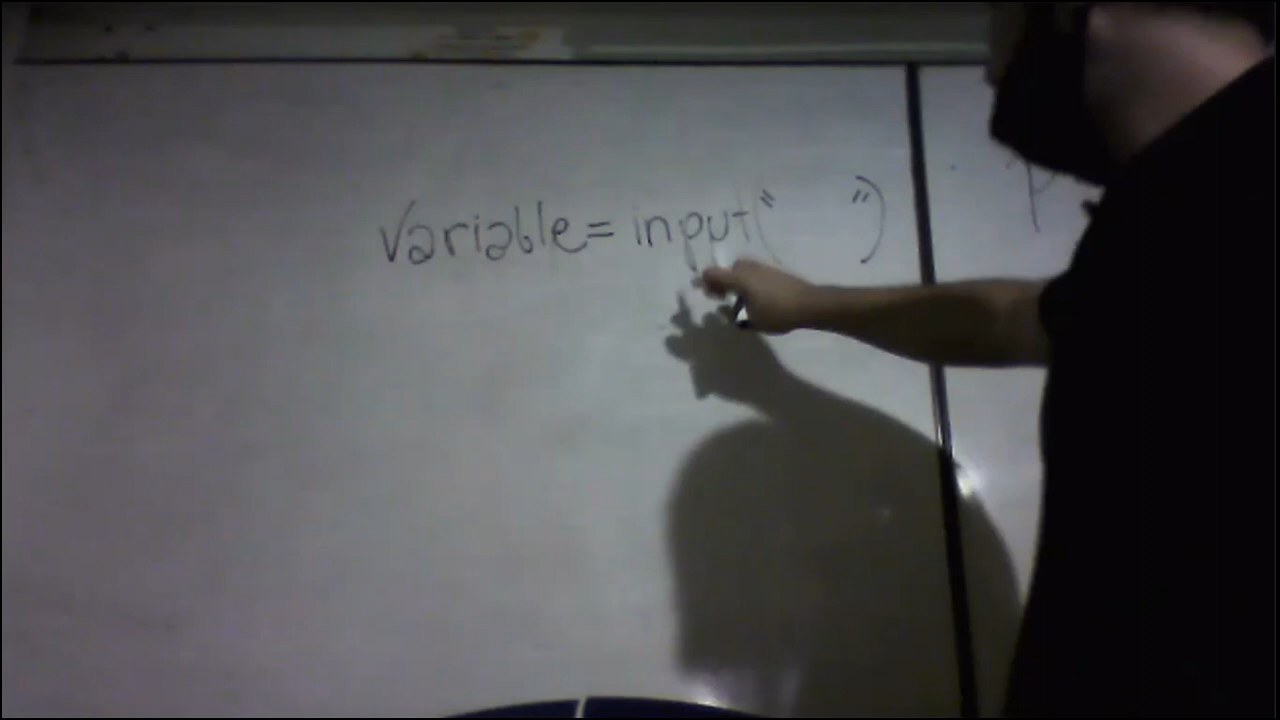 variable = input("    ")
p